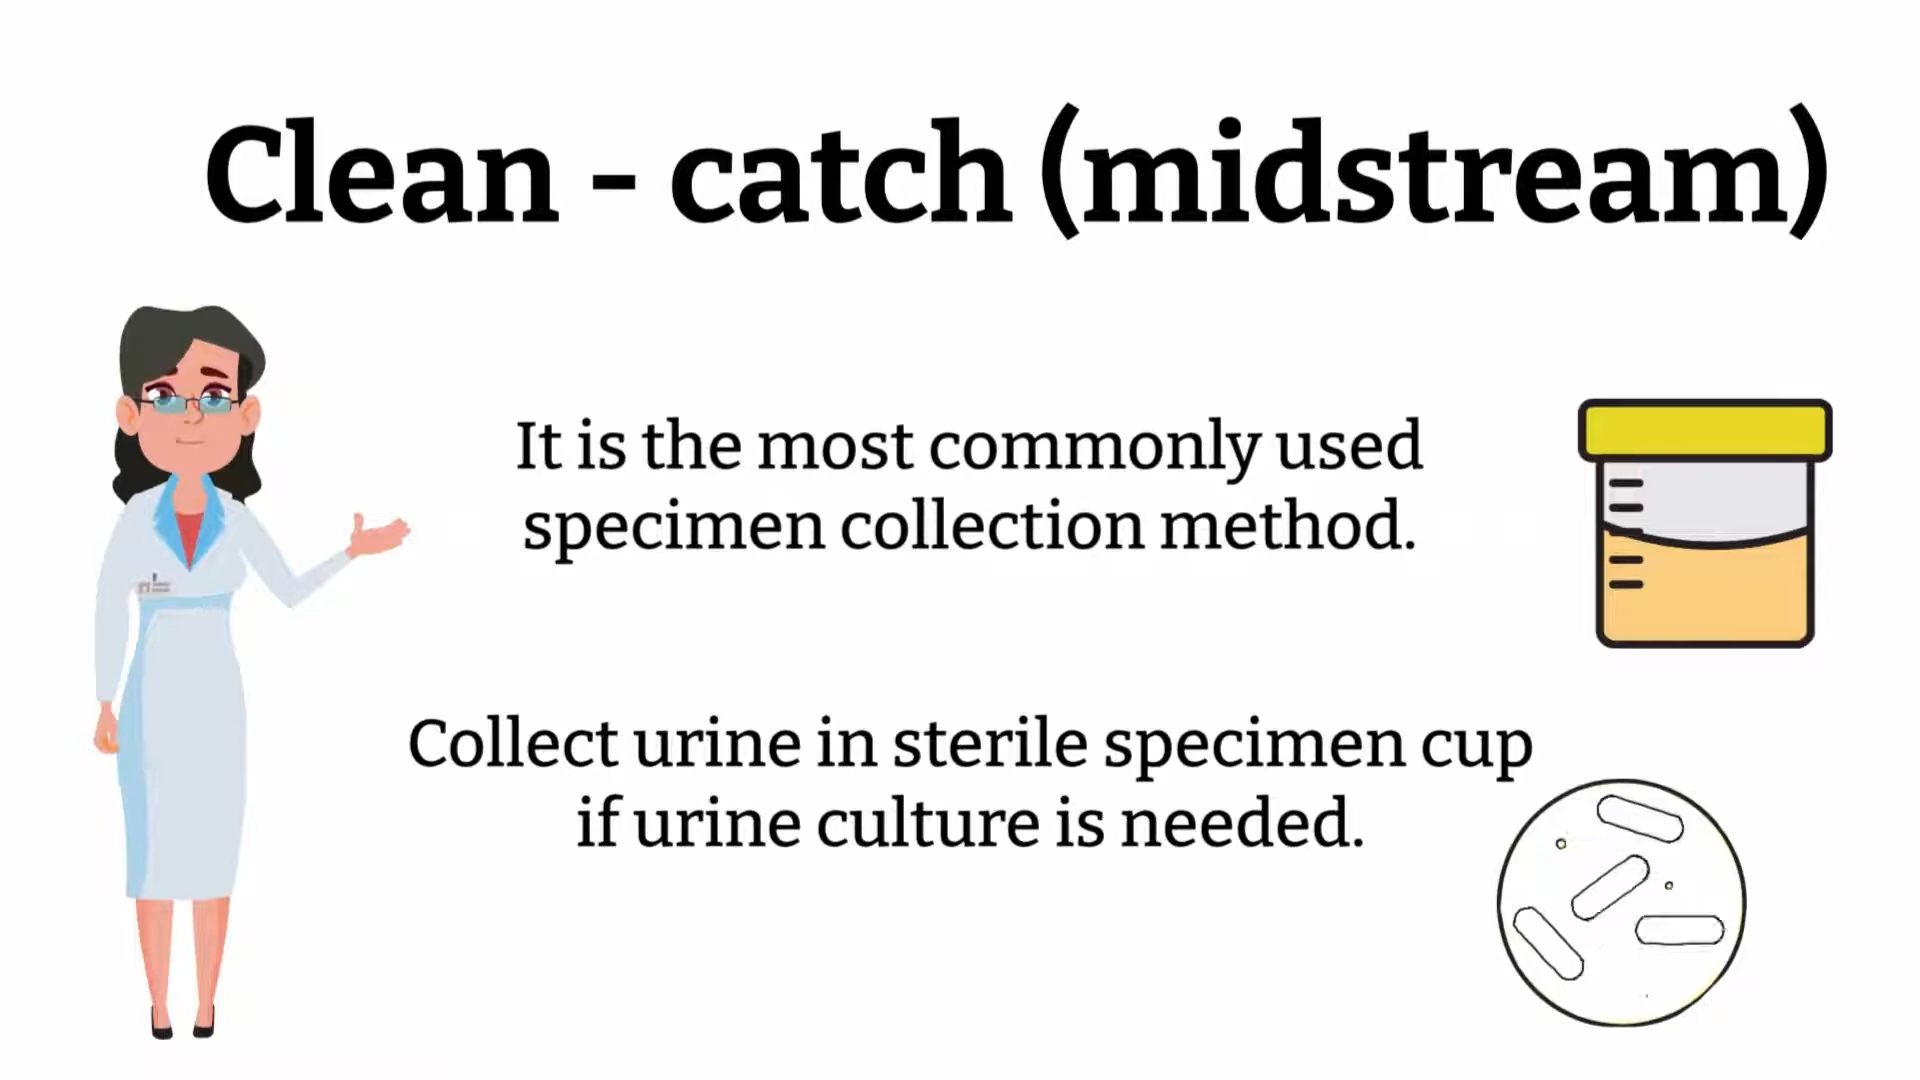 Clean - catch (midstream)
It is the most commonly used
specimen collection method.
Collect urine in sterile specimen cup
if urine culture is needed.